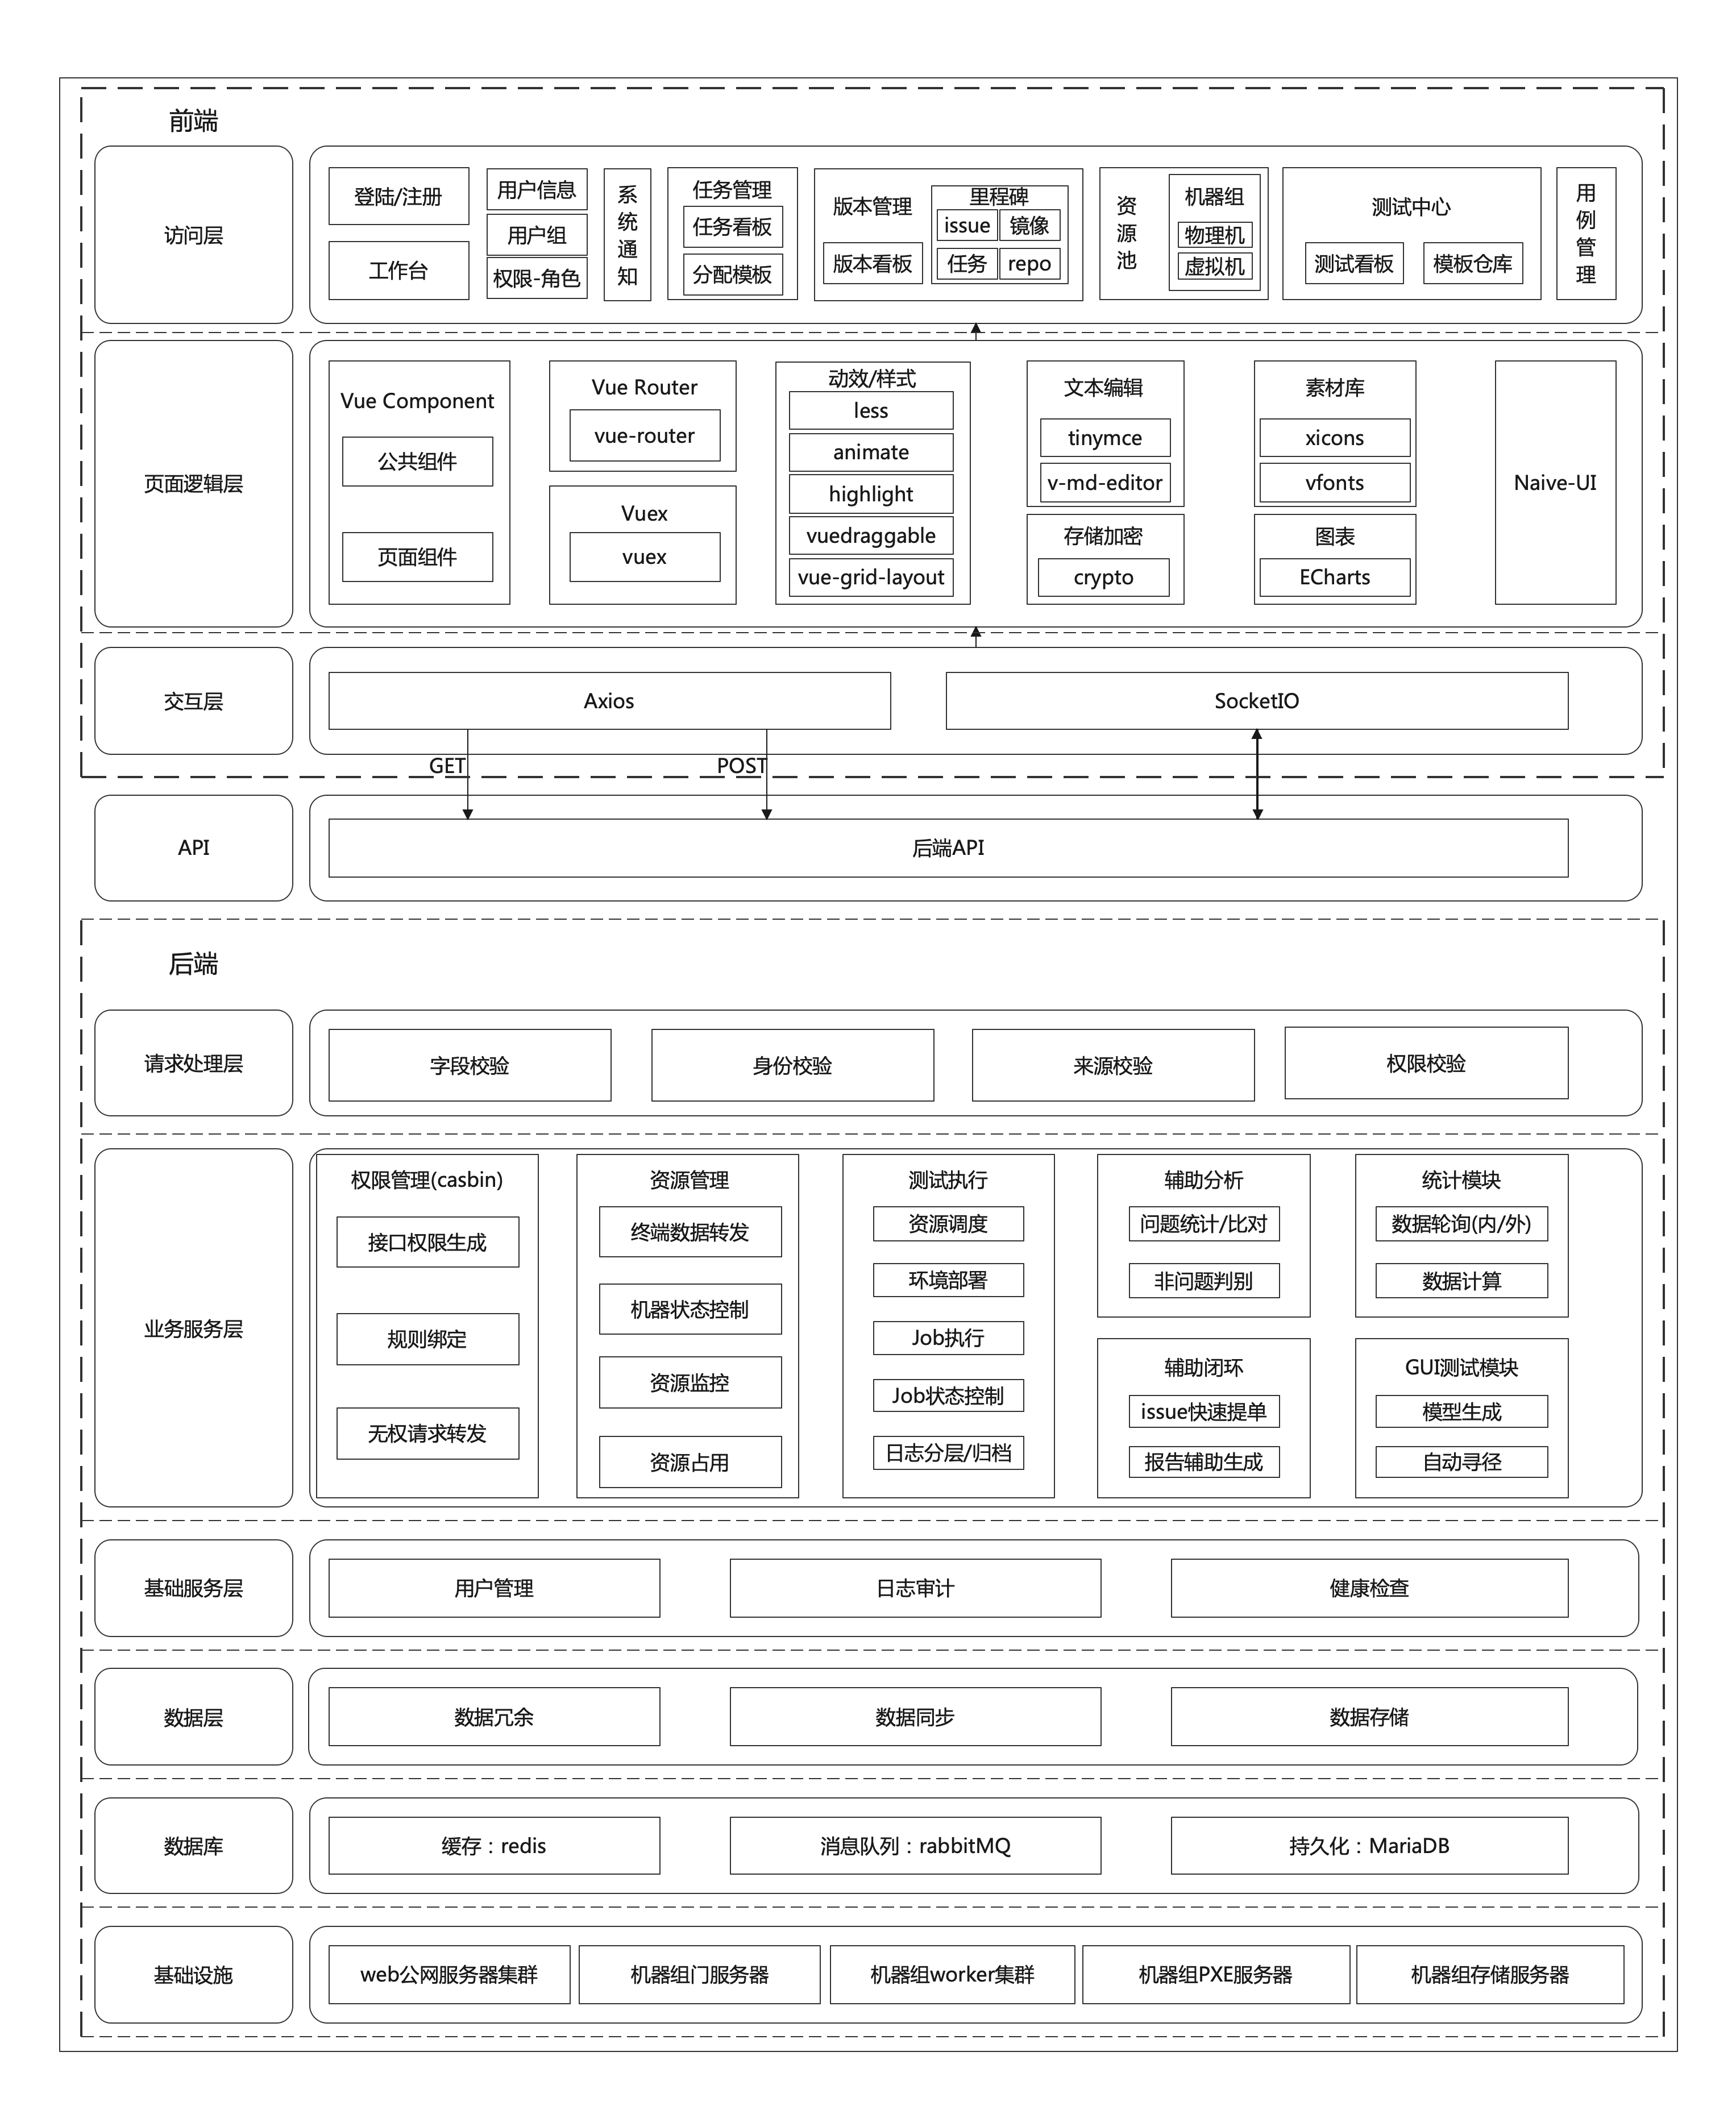 前端
访问层
登陆/注册
工作台
用户信息
用户组
权限-角色
系
统
通
知
任务管理
任务看板
分配模板
版本管理
版本看板
里程碑
issue
镜像
任务
repo
资
源
池
机器组
物理机
虚拟机
测试中心
测试看板
模板仓库
用
例
管
理
页面逻辑层
Vue Component
公共组件
页面组件
Vue Router
vue-router
Vuex
vuex
动效/样式
less
animate
highlight
vuedraggable
vue-grid-layout
文本编辑
tinymce
v-md-editor
存储加密
crypto
素材库
xicons
vfonts
图表
ECharts
Naive-UI
交互层
Axios
SocketIO
GET
POST
API
后端API
后端
请求处理层
字段校验
身份校验
来源校验
权限校验
业务服务层
权限管理(casbin)
接口权限生成
规则绑定
无权请求转发
资源管理
终端数据转发
机器状态控制
资源监控
资源占用
测试执行
资源调度
环境部署
Job执行
Job状态控制
日志分层/归档
辅助分析
问题统计/比对
非问题判别
辅助闭环
issue快速提单
报告辅助生成
统计模块
数据轮询(内/外)
数据计算
GUI测试模块
模型生成
自动寻径
基础服务层
用户管理
日志审计
健康检查
数据层
数据冗余
数据同步
数据存储
数据库
缓存：redis
消息队列：rabbitMQ
持久化：MariaDB
基础设施
web公网服务器集群
机器组门服务器
机器组worker集群
机器组PXE服务器
机器组存储服务器